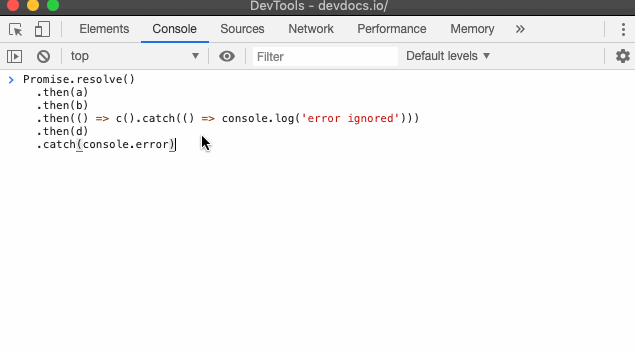 DevTools - devdocs.io/
Elements Console Sources Network Performance Memory »
top Filter Default levels
Promise.resolve()
.then(a)
.then(b)
.then(() => c().catch(() => console.log('error ignored')))
.then(d)
.catch(console.error)